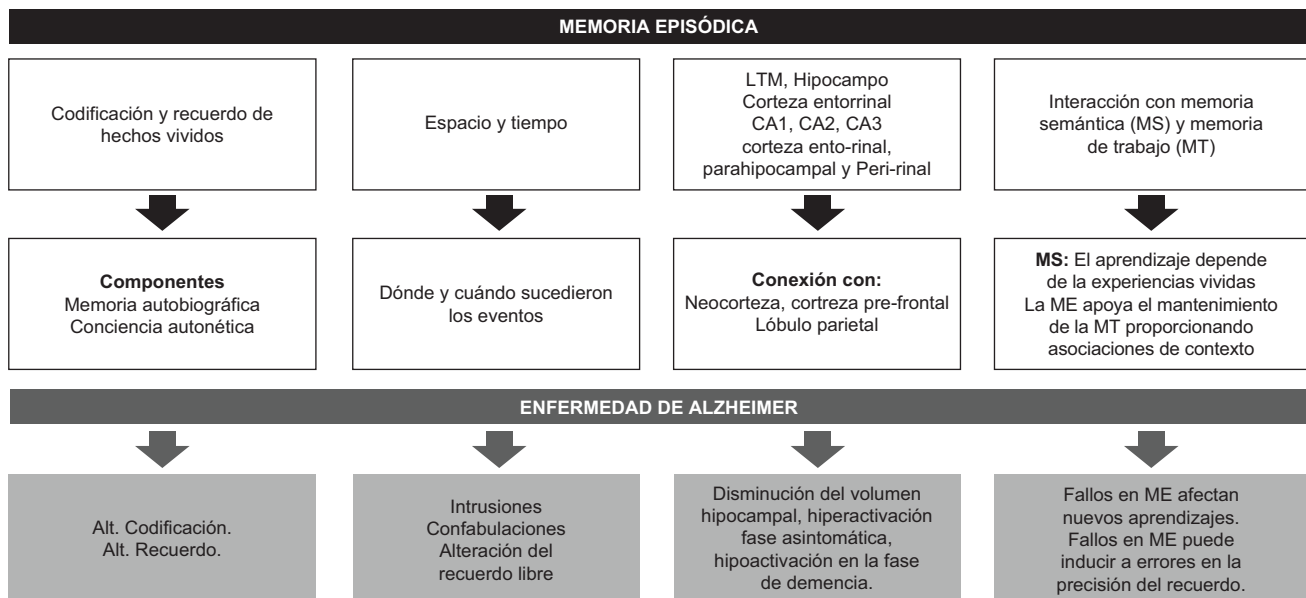 MEMORIA EPISÓDICA
Codificación y recuerdo de
hechos vividos
Espacio y tiempo
LTM, Hipocampo
Corteza entorrinal
CA1, CA2, CA3
corteza ento-rinal,
parahipocampal y Peri-rinal
Interacción con memoria
semántica (MS) y memoria
de trabajo (MT)
Componentes
Memoria autobiográfica
Conciencia autonética
Dónde y cuándo sucedieron
los eventos
Conexión con:
Neocorteza, cortreza pre-frontal
Lóbulo parietal
MS: El aprendizaje depende
de la experiencias vividas
La ME apoya el mantenimiento
de la MT proporcionando
asociaciones de contexto
ENFERMEDAD DE ALZHEIMER
Alt. Codificación.
Alt. Recuerdo.
Intrusiones
Confabulaciones
Alteración del
recuerdo libre
Disminución del volumen
hipocampal, hiperactivación
fase asintomática,
hipoactivación en la fase
de demencia.
Fallos en ME afectan
nuevos aprendizajes.
Fallos en ME puede
inducir a errores en la
precisión del recuerdo.